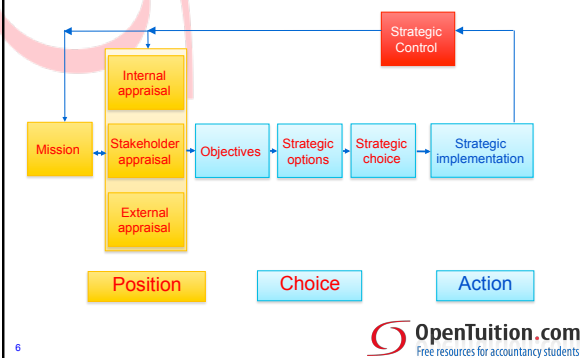 Strategic
Control
Internal
appraisal
Mission
Stakeholder
appraisal
Objectives
Strategic
options
Strategic
choice
Strategic
implementation
External
appraisal
Position
Choice
Action
6
OpenTuition.com
Free resources for accountancy students